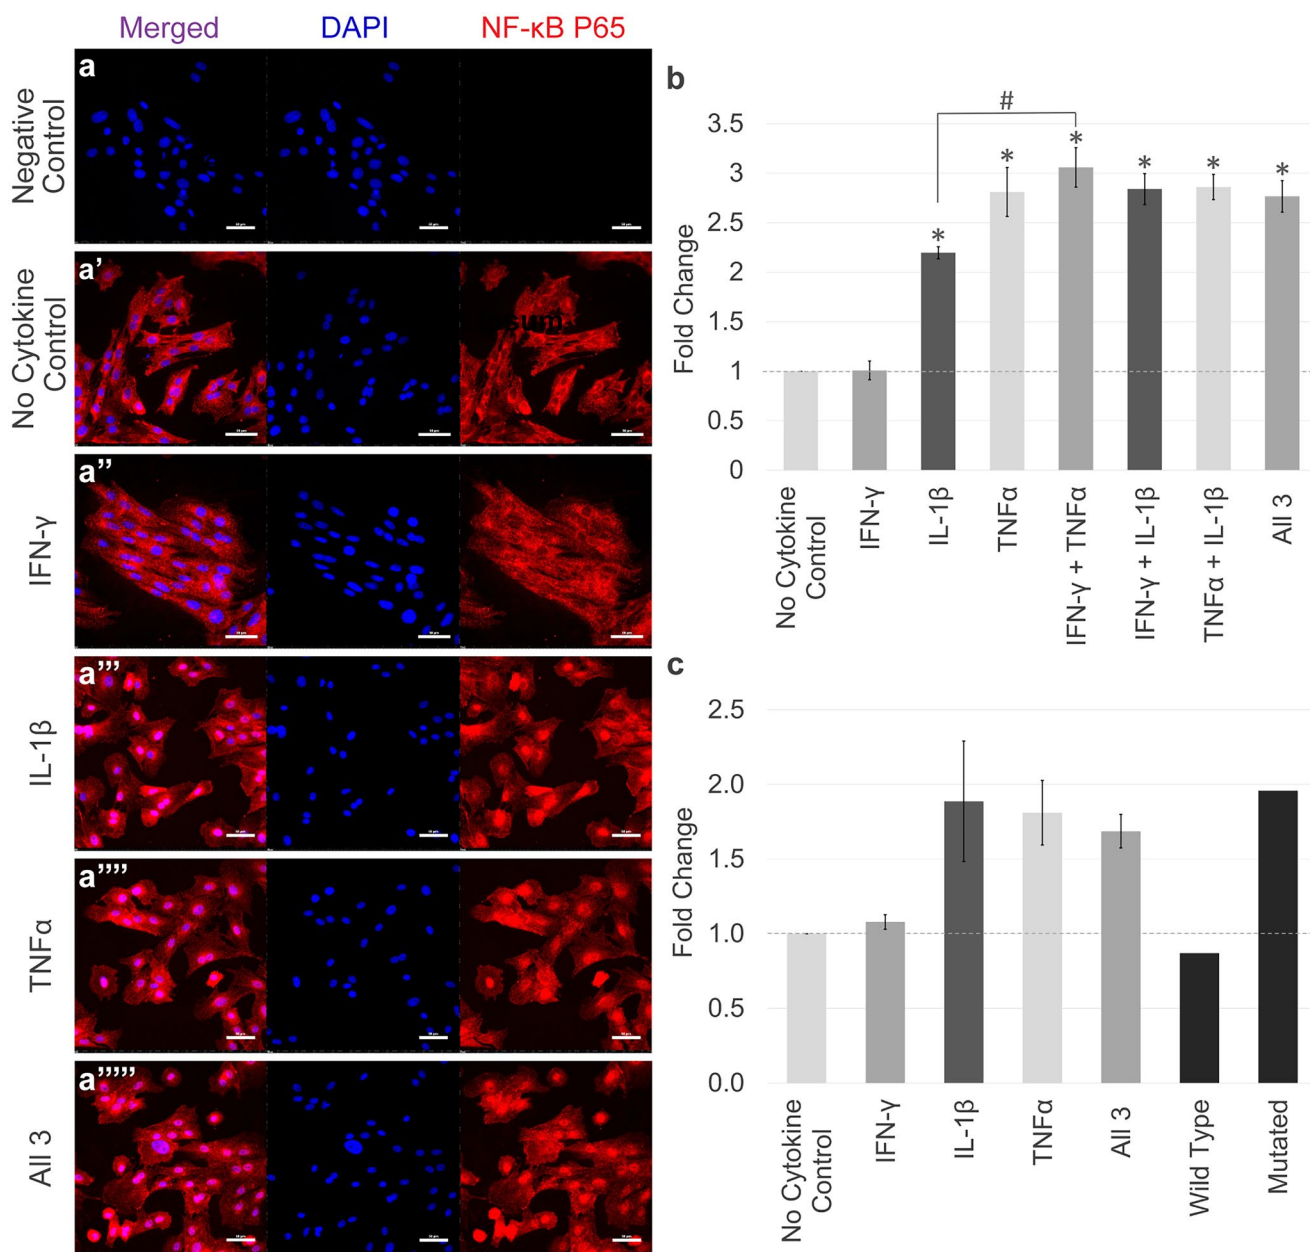 Merged DAPI NF-κB P65
a
Negative
Control
a’
No Cytokine
Control
sum
a’’
IFN-γ
a’’’
IL-1β
a’’’’
TNFα
a’’’’’
All 3
b
#
* * * * * *
Fold Change
3.5
3
2.5
2
1.5
1
0.5
0
No Cytokine
Control
IFN-γ
IL-1β
TNFα
IFN-γ + TNFα
IFN-γ + IL-1β
TNFα + IL-1β
All 3
c
Fold Change
2.5
2.0
1.5
1.0
0.5
0.0
No Cytokine
Control
IFN-γ
IL-1β
TNFα
All 3
Wild Type
Mutated